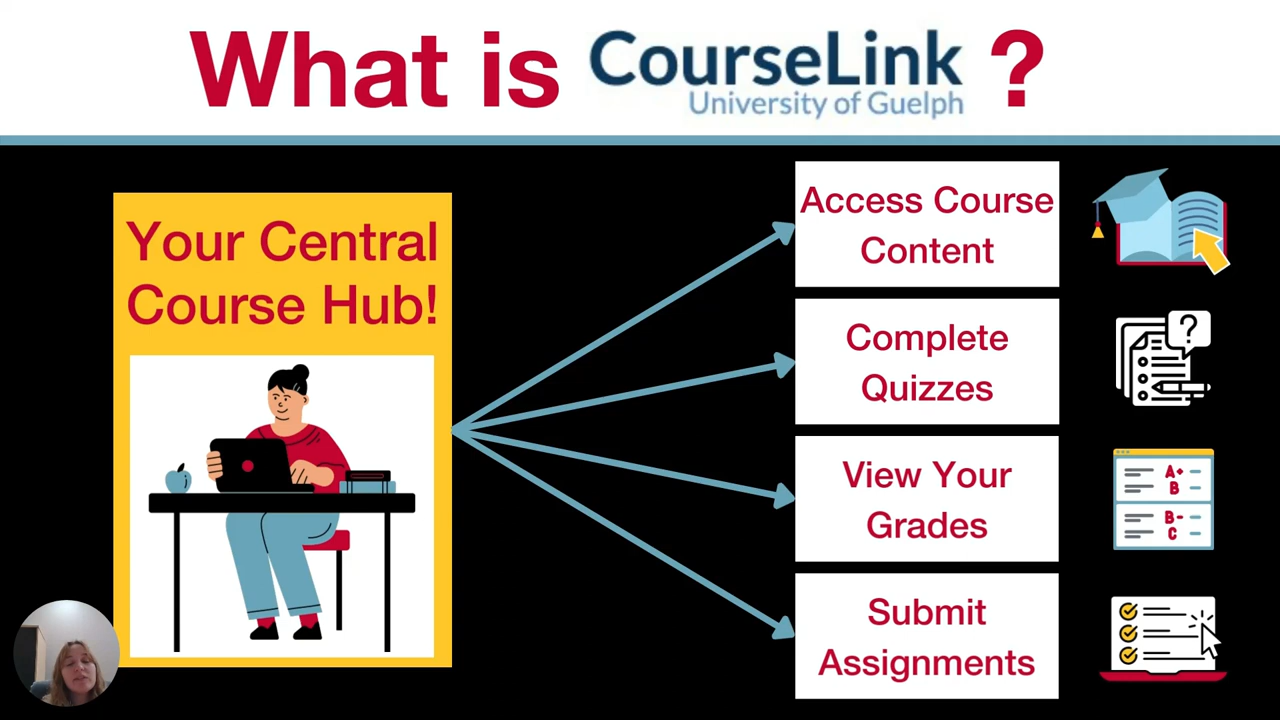 What is CourseLink ?
University of Guelph
Your Central
Course Hub!
Access Course
Content
Complete
Quizzes
View Your
Grades
Submit
Assignments
?
A+
B
B-
C